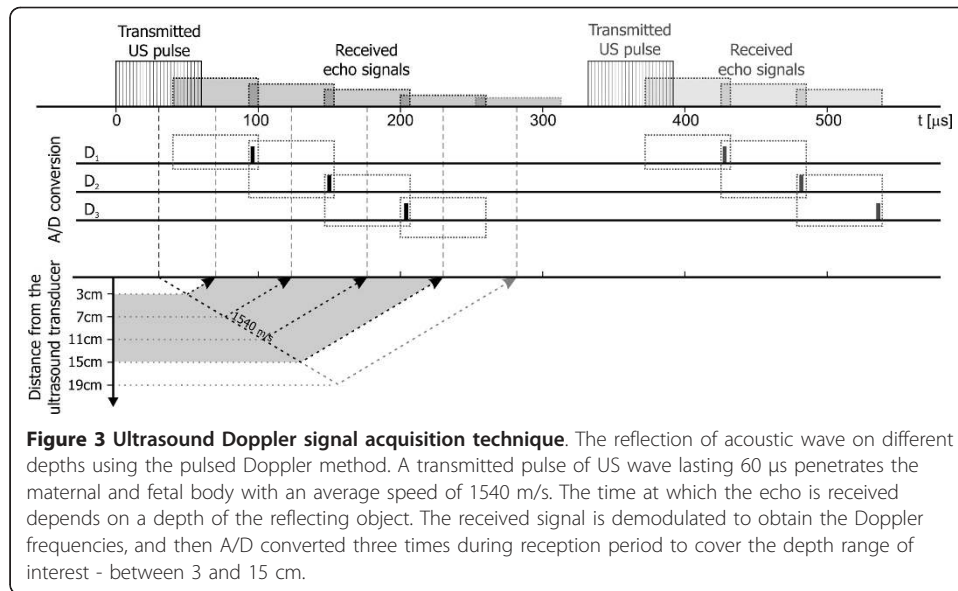 Transmitted
US pulse
Received
echo signals
Transmitted
US pulse
Received
echo signals
0
100
200
300
400
500
t [µs]
A/D conversion
D₁
D₂
D₃
Distance from the
ultrasound transducer
3cm
7cm
11cm
15cm
19cm
1540 m/s
Figure 3 Ultrasound Doppler signal acquisition technique. The reflection of acoustic wave on different
depths using the pulsed Doppler method. A transmitted pulse of US wave lasting 60 µs penetrates the
maternal and fetal body with an average speed of 1540 m/s. The time at which the echo is received
depends on a depth of the reflecting object. The received signal is demodulated to obtain the Doppler
frequencies, and then A/D converted three times during reception period to cover the depth range of
interest - between 3 and 15 cm.